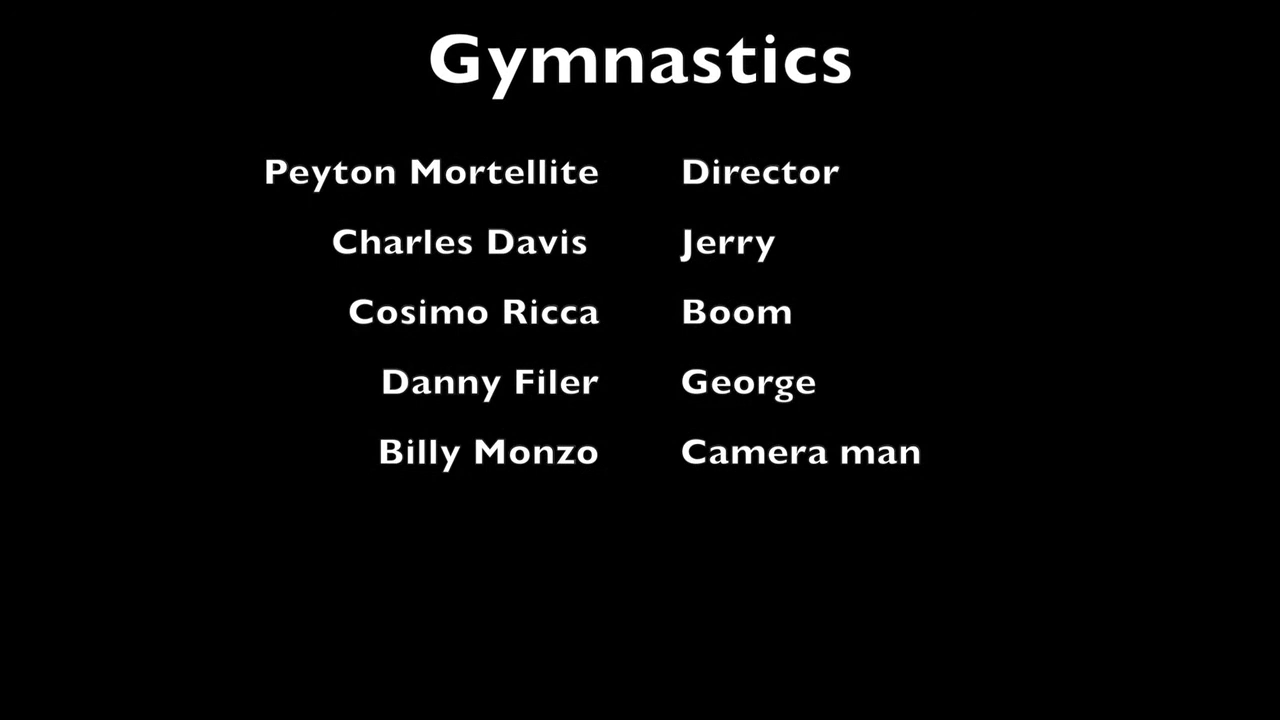 Gymnastics
Peyton Mortellite Director
Charles Davis Jerry
Cosimo Ricca Boom
Danny Filer George
Billy Monzo Camera man